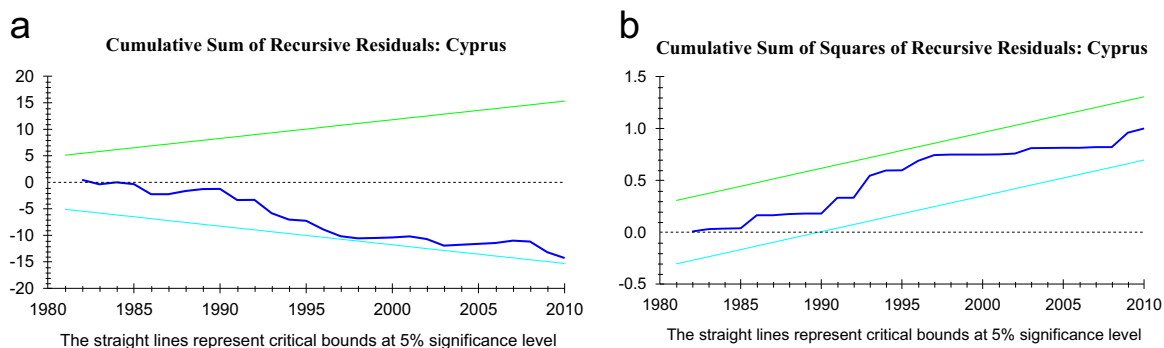 a
Cumulative Sum of Recursive Residuals: Cyprus
20
15
10
5
0
-5
-10
-15
-20
1980 1985 1990 1995 2000 2005 2010
The straight lines represent critical bounds at 5% significance level
b
Cumulative Sum of Squares of Recursive Residuals: Cyprus
1.5
1.0
0.5
0.0
-0.5
1980 1985 1990 1995 2000 2005 2010
The straight lines represent critical bounds at 5% significance level